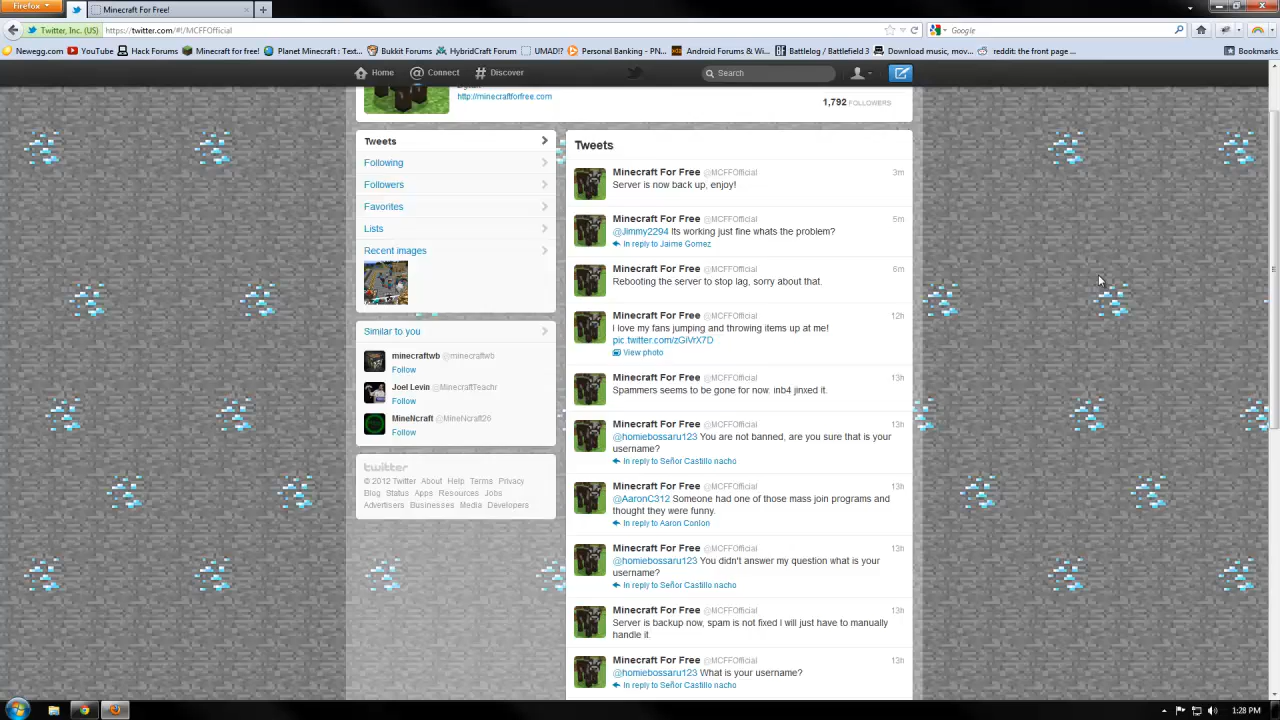 Firefox
Minecraft For Free!
Twitter, Inc. (US)
https://twitter.com/#!/MCFFOfficial
Google
Newegg.com
YouTube
Hack Forums
Minecraft for free!
Planet Minecraft : Text...
Bukkit Forums
HybridCraft Forum
UMAD!?
Personal Banking - PN...
Android Forums & Wi...
Battlelog / Battlefield 3
Download music, mov...
reddit: the front page ...
Bookmarks
Home
Connect
Discover
Search
http://minecraftforfree.com
1,792 FOLLOWERS
Tweets
Following
Followers
Favorites
Lists
Recent images
Similar to you
minecraftwb @minecraftwb
Follow
Joel Levin @MinecraftTeachr
Follow
MineNcraft @MineNcraft26
Follow
twitter
© 2012 Twitter About Help Terms Privacy
Blog Status Apps Resources Jobs
Advertisers Businesses Media Developers
Tweets
Minecraft For Free @MCFFOfficial 3m
Server is now back up, enjoy!
Minecraft For Free @MCFFOfficial 5m
@Jimmy2294 Its working just fine whats the problem?
In reply to Jaime Gomez
Minecraft For Free @MCFFOfficial 6m
Rebooting the server to stop lag, sorry about that.
Minecraft For Free @MCFFOfficial 12h
I love my fans jumping and throwing items up at me!
pic.twitter.com/zGiVrX7D
View photo
Minecraft For Free @MCFFOfficial 13h
Spammers seems to be gone for now. inb4 jinxed it.
Minecraft For Free @MCFFOfficial 13h
@homiebossaru123 You are not banned, are you sure that is your
username?
In reply to Señor Castillo nacho
Minecraft For Free @MCFFOfficial 13h
@AaronC312 Someone had one of those mass join programs and
thought they were funny.
In reply to Aaron Conlon
Minecraft For Free @MCFFOfficial 13h
@homiebossaru123 You didn't answer my question what is your
username?
In reply to Señor Castillo nacho
Minecraft For Free @MCFFOfficial 13h
Server is backup now, spam is not fixed I will just have to manually
handle it.
Minecraft For Free @MCFFOfficial 13h
@homiebossaru123 What is your username?
In reply to Señor Castillo nacho
1:28 PM